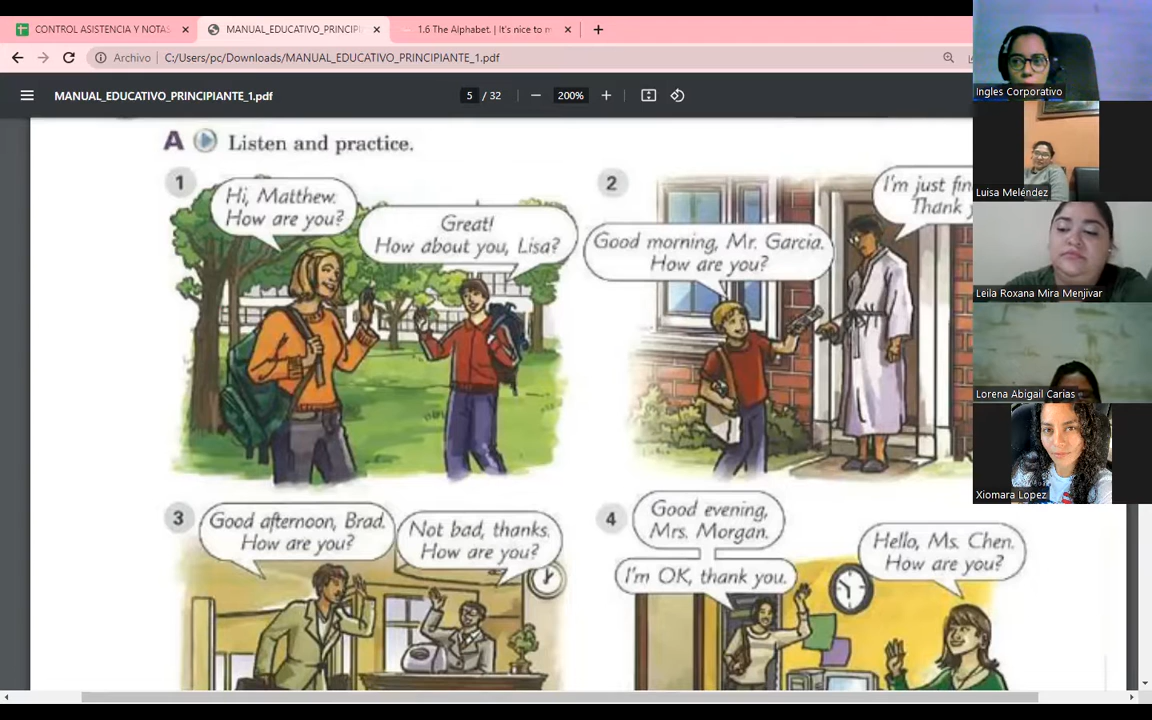 CONTROL ASISTENCIA Y NOTAS
MANUAL_EDUCATIVO_PRINCIPI
1.6 The Alphabet. | It's nice to m
Archivo
C:/Users/pc/Downloads/MANUAL_EDUCATIVO_PRINCIPIANTE_1.pdf
MANUAL_EDUCATIVO_PRINCIPIANTE_1.pdf
5 / 32
200%
A Listen and practice.
1
Hi, Matthew.
How are you?
Great!
How about you, Lisa?
2
Good morning, Mr. Garcia.
How are you?
I'm just fin
Thank y
3
Good afternoon, Brad.
How are you?
Not bad, thanks.
How are you?
4
Good evening,
Mrs. Morgan.
I'm OK, thank you.
Hello, Ms. Chen.
How are you?
Ingles Corporativo
Luisa Meléndez
Leila Roxana Mira Menjivar
Lorena Abigail Carias
Xiomara Lopez